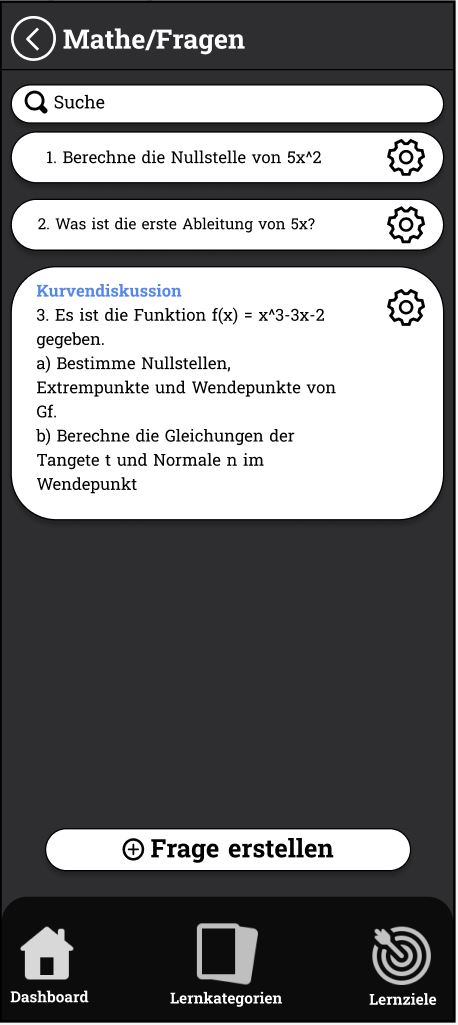 Mathe/Fragen
Suche
1. Berechne die Nullstelle von 5x^2
2. Was ist die erste Ableitung von 5x?
Kurvendiskussion
3. Es ist die Funktion f(x) = x^3-3x-2
gegeben.
a) Bestimme Nullstellen,
Extrempunkte und Wendepunkte von
Gf.
b) Berechne die Gleichungen der
Tangete t und Normale n im
Wendepunkt
Frage erstellen
Dashboard
Lernkategorien
Lernziele